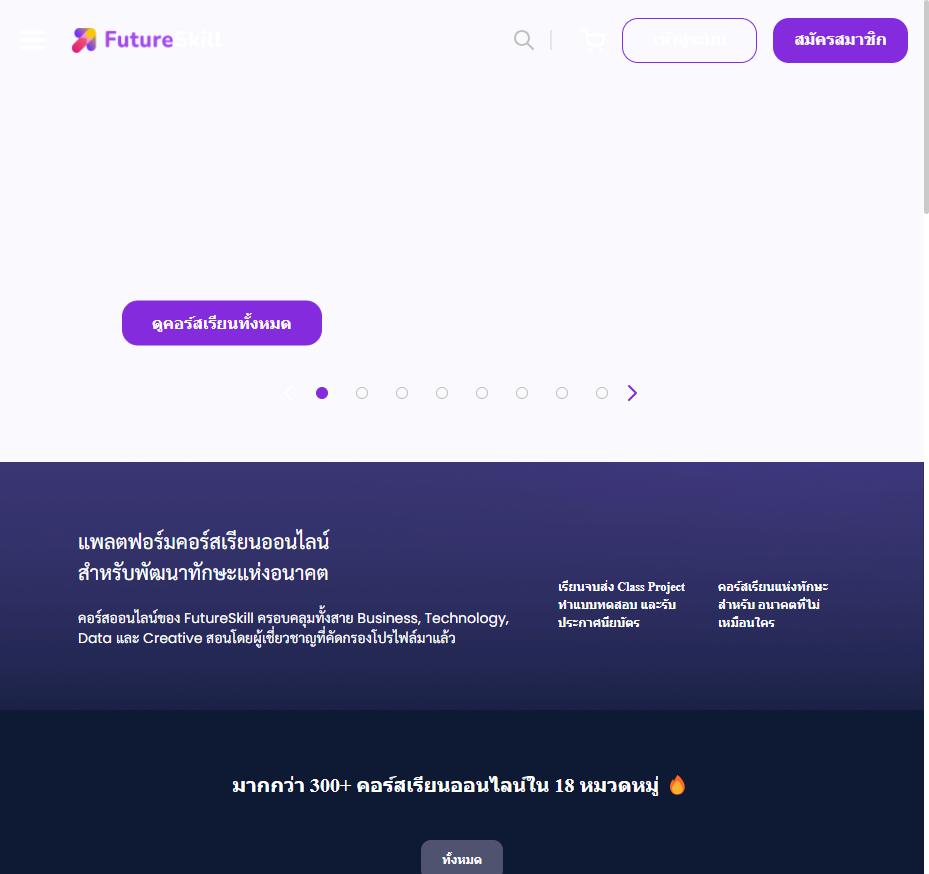 FutureSkill
เข้าสู่ระบบ
สมัครสมาชิก
ดูคอร์สเรียนทั้งหมด
แพลตฟอร์มคอร์สเรียนออนไลน์
สำหรับพัฒนาทักษะแห่งอนาคต
คอร์สออนไลน์ของ FutureSkill ครอบคลุมทั้งสาย Business, Technology,
Data และ Creative สอนโดยผู้เชี่ยวชาญที่คัดกรองโปรไฟล์มาแล้ว
เรียนจบส่ง Class Project
ทำแบบทดสอบ และรับ
ประกาศนียบัตร
คอร์สเรียนแห่งทักษะ
สำหรับ อนาคตที่ไม่
เหมือนใคร
มากกว่า 300+ คอร์สเรียนออนไลน์ใน 18 หมวดหมู่ 🔥
ทั้งหมด